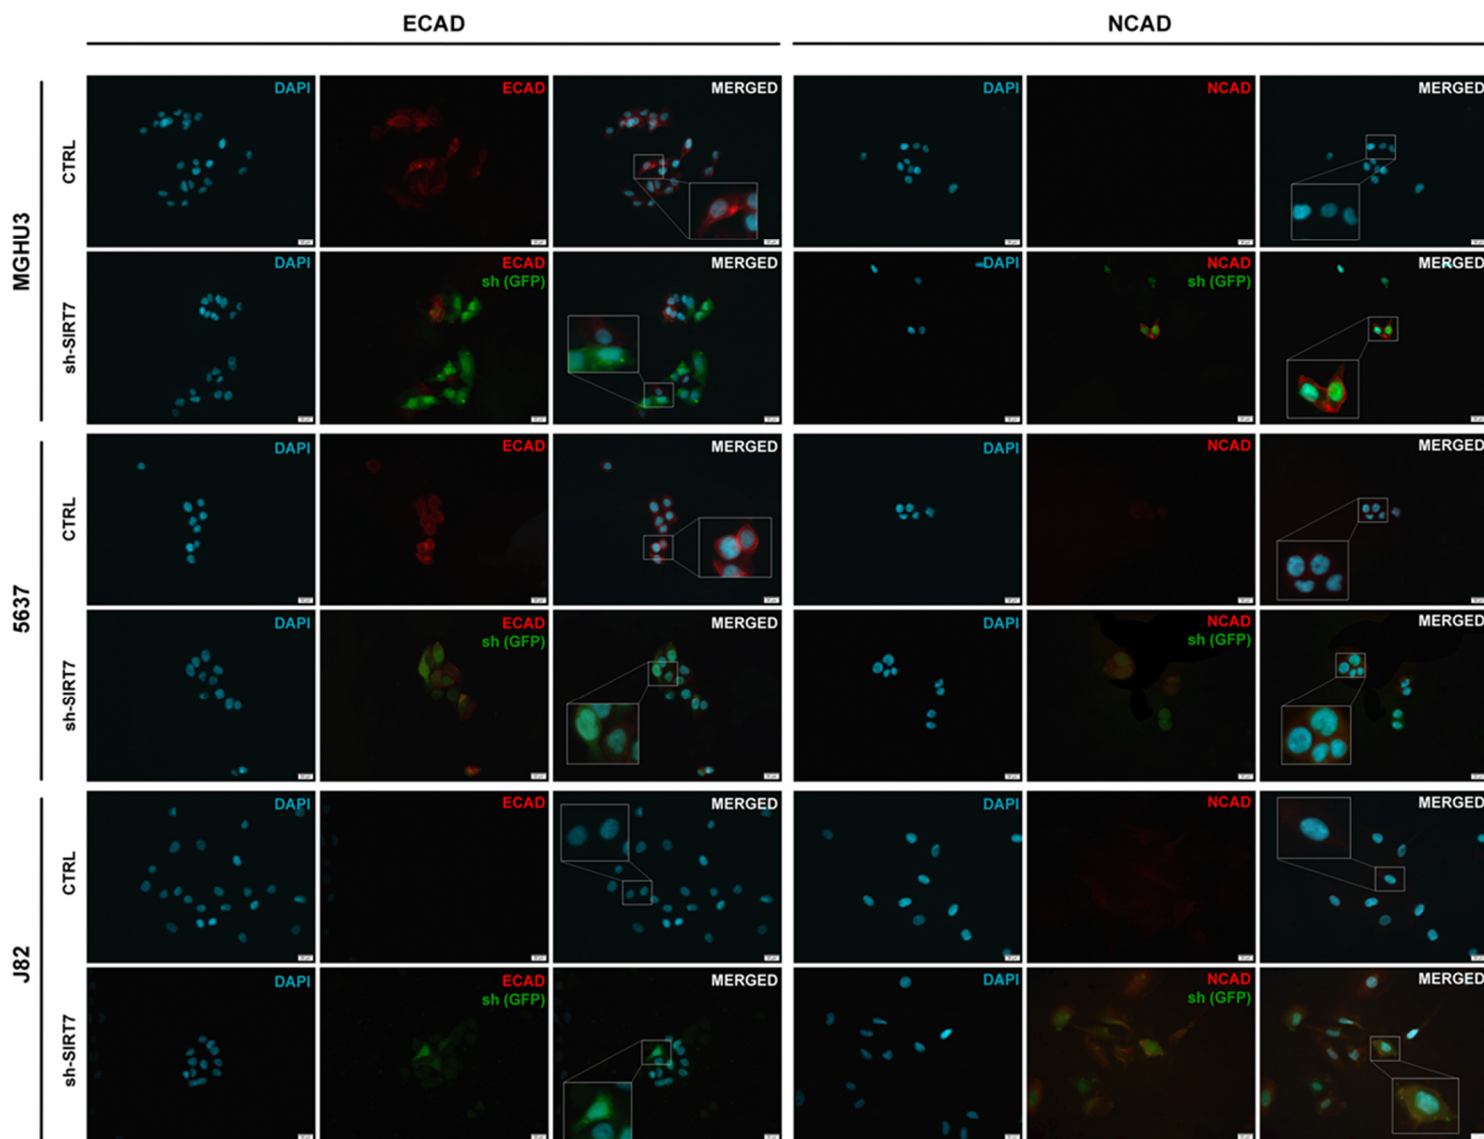 ECAD NCAD
MGHU3
CTRL
DAPI ECAD MERGED DAPI NCAD MERGED
sh-SIRT7
DAPI ECAD MERGED DAPI NCAD MERGED
sh (GFP) sh (GFP)
5637
CTRL
DAPI ECAD MERGED DAPI NCAD MERGED
sh-SIRT7
DAPI ECAD MERGED DAPI NCAD MERGED
sh (GFP) sh (GFP)
J82
CTRL
DAPI ECAD MERGED DAPI NCAD MERGED
sh-SIRT7
DAPI ECAD MERGED DAPI NCAD MERGED
sh (GFP) sh (GFP)